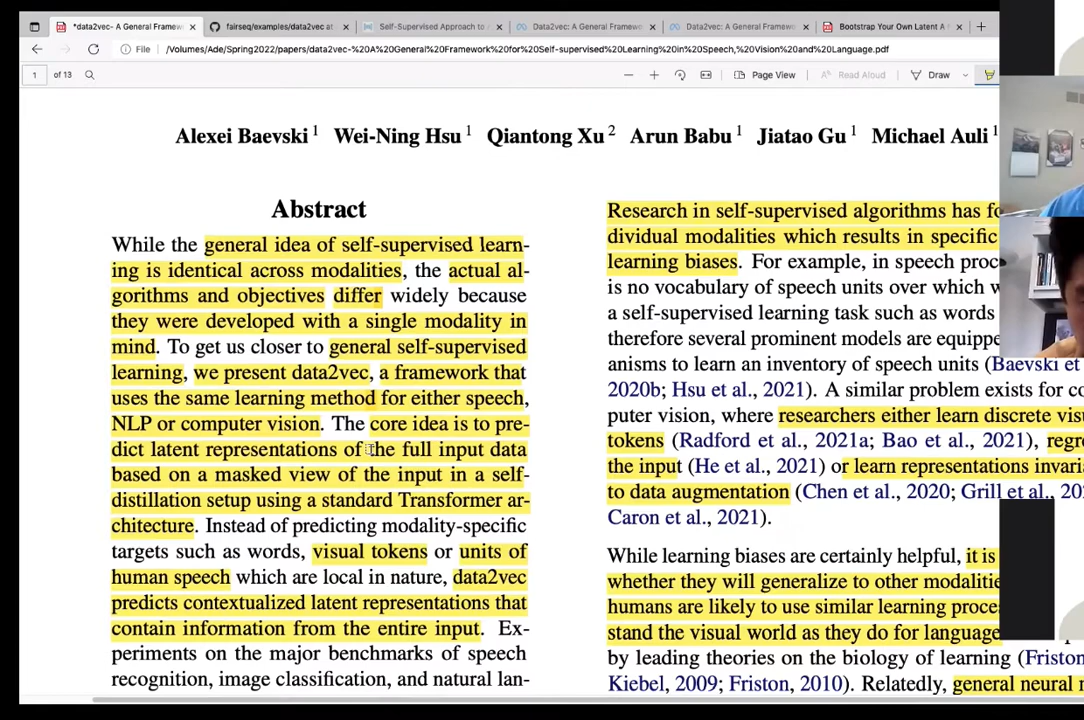 *data2vec- A General Framew
fairseq/examples/data2vec at
Self-Supervised Approach to
Data2vec: A General Framewo
Data2vec: A General Framewo
Bootstrap Your Own Latent A
File
/Volumes/Ade/Spring2022/papers/data2vec-%20A%20General%20Framework%20for%20Self-supervised%20Learning%20in%20Speech,%20Vision%20and%20Language.pdf
1 of 13
Page View
Read Aloud
Draw
Alexei Baevski 1 Wei-Ning Hsu 1 Qiantong Xu 2 Arun Babu 1 Jiatao Gu 1 Michael Auli 1
Abstract
While the general idea of self-supervised learn-
ing is identical across modalities, the actual al-
gorithms and objectives differ widely because
they were developed with a single modality in
mind. To get us closer to general self-supervised
learning, we present data2vec, a framework that
uses the same learning method for either speech,
NLP or computer vision. The core idea is to pre-
dict latent representations of the full input data
based on a masked view of the input in a self-
distillation setup using a standard Transformer ar-
chitecture. Instead of predicting modality-specific
targets such as words, visual tokens or units of
human speech which are local in nature, data2vec
predicts contextualized latent representations that
contain information from the entire input. Ex-
periments on the major benchmarks of speech
recognition, image classification, and natural lan-
Research in self-supervised algorithms has fo
dividual modalities which results in specific
learning biases. For example, in speech proc
is no vocabulary of speech units over which w
a self-supervised learning task such as words
therefore several prominent models are equippe
anisms to learn an inventory of speech units (Baevski et
2020b; Hsu et al., 2021). A similar problem exists for co
puter vision, where researchers either learn discrete visu
tokens (Radford et al., 2021a; Bao et al., 2021), regr
the input (He et al., 2021) or learn representations invaria
to data augmentation (Chen et al., 2020; Grill et al., 20
Caron et al., 2021).
While learning biases are certainly helpful, it is
whether they will generalize to other modalitie
humans are likely to use similar learning proce
stand the visual world as they do for language
by leading theories on the biology of learning (Friston
Kiebel, 2009; Friston, 2010). Relatedly, general neural n